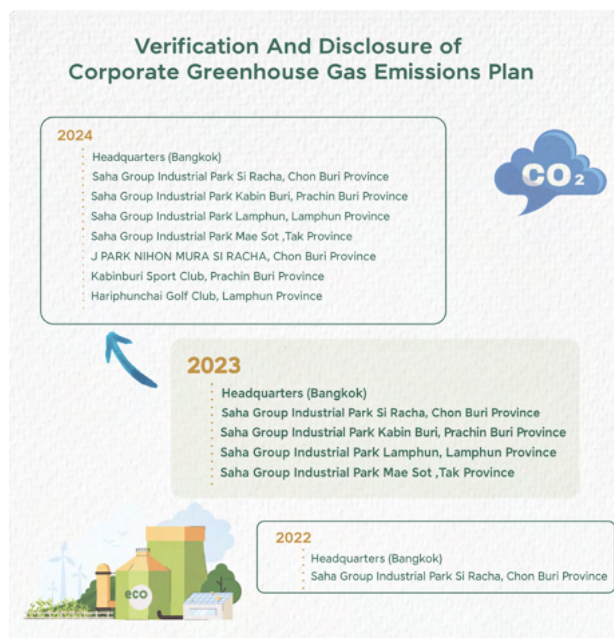 Verification And Disclosure of
Corporate Greenhouse Gas Emissions Plan
2024
Headquarters (Bangkok)
Saha Group Industrial Park Si Racha, Chon Buri Province
Saha Group Industrial Park Kabin Buri, Prachin Buri Province
Saha Group Industrial Park Lamphun, Lamphun Province
Saha Group Industrial Park Mae Sot ,Tak Province
J PARK NIHON MURA SI RACHA, Chon Buri Province
Kabinburi Sport Club, Prachin Buri Province
Hariphunchai Golf Club, Lamphun Province
CO₂
2023
Headquarters (Bangkok)
Saha Group Industrial Park Si Racha, Chon Buri Province
Saha Group Industrial Park Kabin Buri, Prachin Buri Province
Saha Group Industrial Park Lamphun, Lamphun Province
Saha Group Industrial Park Mae Sot ,Tak Province
2022
Headquarters (Bangkok)
Saha Group Industrial Park Si Racha, Chon Buri Province
eco